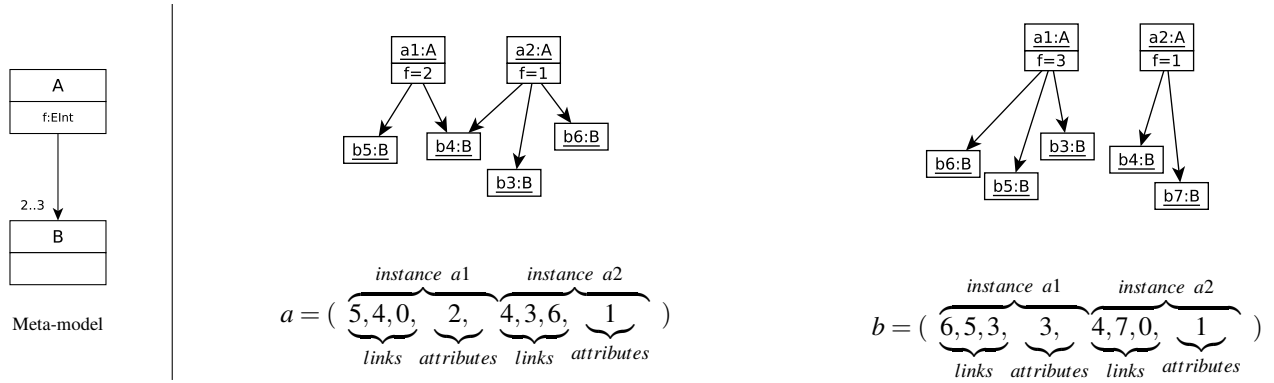 A
f:EInt
2..3
B
Meta-model
a1:A
f=2
a2:A
f=1
b5:B
b4:B
b6:B
b3:B
instance a1 instance a2
a = ( 5,4,0, 2, 4,3,6, 1 )
links attributes links attributes
a1:A
f=3
a2:A
f=1
b6:B
b5:B
b3:B
b4:B
b7:B
instance a1 instance a2
b = ( 6,5,3, 3, 4,7,0, 1 )
links attributes links attributes